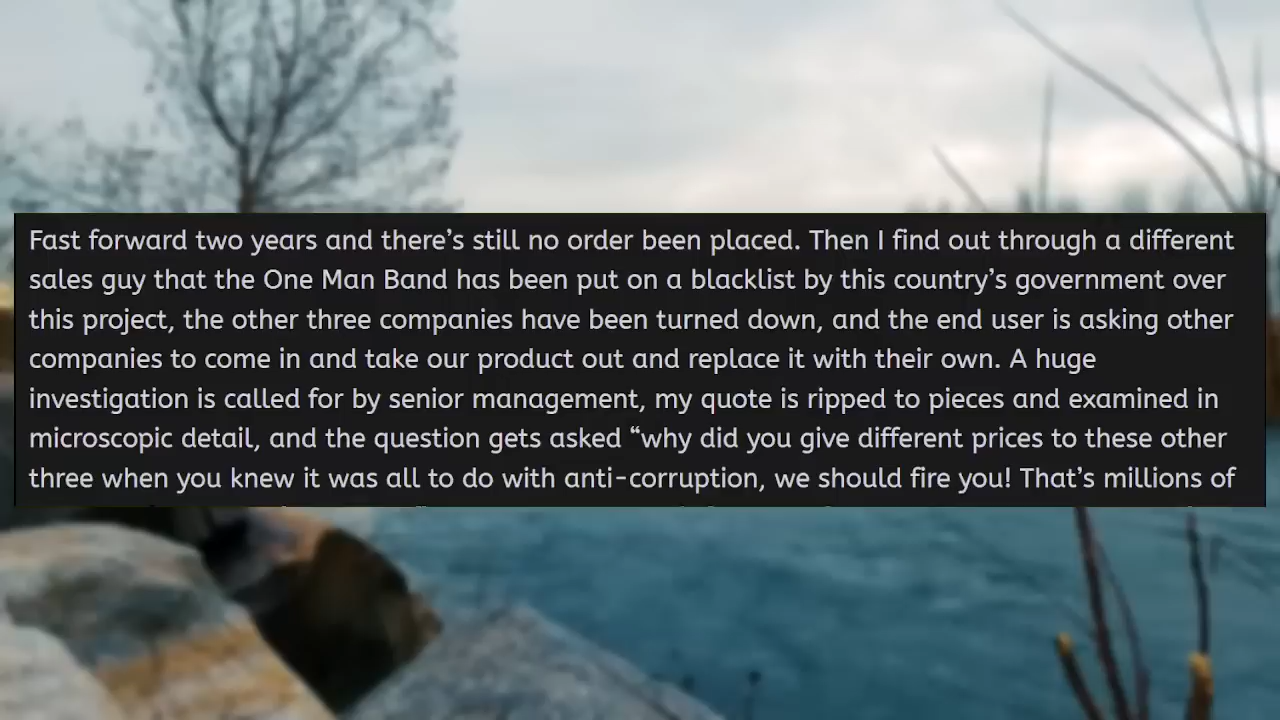 Fast forward two years and there’s still no order been placed. Then I find out through a different
sales guy that the One Man Band has been put on a blacklist by this country’s government over
this project, the other three companies have been turned down, and the end user is asking other
companies to come in and take our product out and replace it with their own. A huge
investigation is called for by senior management, my quote is ripped to pieces and examined in
microscopic detail, and the question gets asked “why did you give different prices to these other
three when you knew it was all to do with anti-corruption, we should fire you! That’s millions of